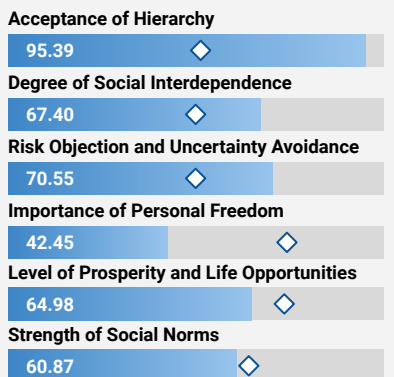 Acceptance of Hierarchy
95.39
Degree of Social Interdependence
67.40
Risk Objection and Uncertainty Avoidance
70.55
Importance of Personal Freedom
42.45
Level of Prosperity and Life Opportunities
64.98
Strength of Social Norms
60.87